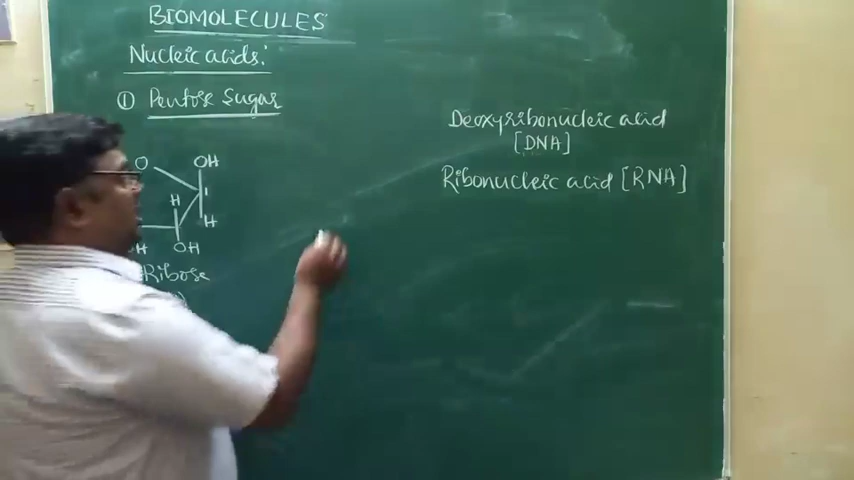 BIOMOLECULES
Nucleic acids:
① Pentose Sugar
Deoxyribonucleic acid
[DNA]
Ribonucleic acid [RNA]
O OH
H
H
OH
Ribose